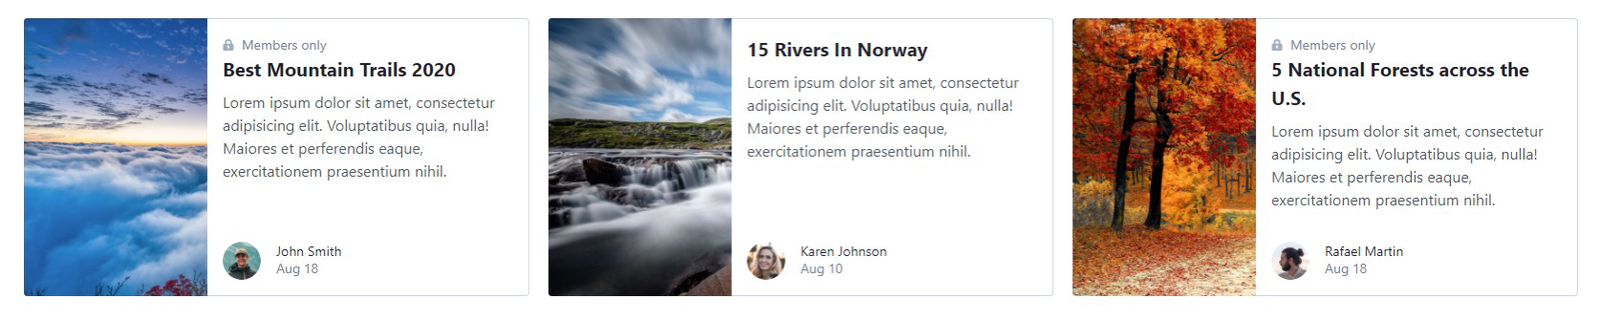 Members only
Best Mountain Trails 2020
Lorem ipsum dolor sit amet, consectetur
adipisicing elit. Voluptatibus quia, nulla!
Maiores et perferendis eaque,
exercitationem praesentium nihil.
John Smith
Aug 18
15 Rivers In Norway
Lorem ipsum dolor sit amet, consectetur
adipisicing elit. Voluptatibus quia, nulla!
Maiores et perferendis eaque,
exercitationem praesentium nihil.
Karen Johnson
Aug 10
Members only
5 National Forests across the
U.S.
Lorem ipsum dolor sit amet, consectetur
adipisicing elit. Voluptatibus quia, nulla!
Maiores et perferendis eaque,
exercitationem praesentium nihil.
Rafael Martin
Aug 18